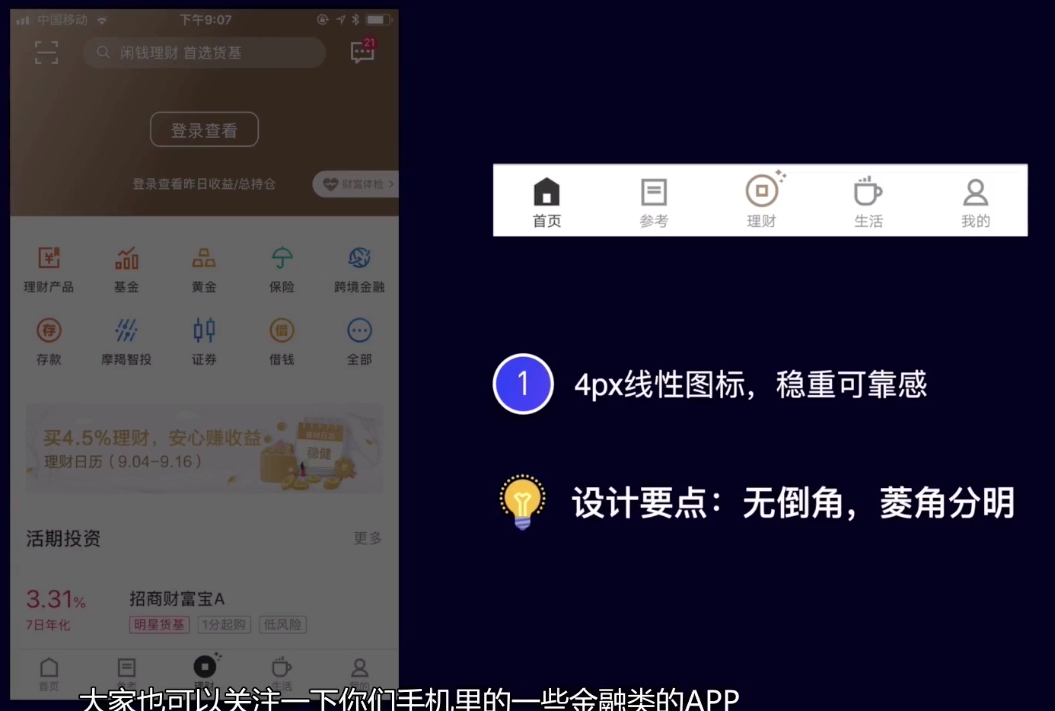 中国移动
下午9:07
闲钱理财 首选货基
21
登录查看
登录查看昨日收益/总持仓
财富体检
理财产品
基金
黄金
保险
跨境金融
存
借
存款
摩羯智投
证券
借钱
全部
买4.5%理财，安心赚收益
理财日历（9.04-9.16）
稳健
活期投资
更多
3.31%
招商财富宝A
7日年化
明星货基
1分起购
低风险
首页
参考
理财
生活
我的
首页
参考
理财
生活
我的
1
4px线性图标，稳重可靠感
设计要点：无倒角，菱角分明
大家也可以关注一下你们手机里的一些金融类的APP